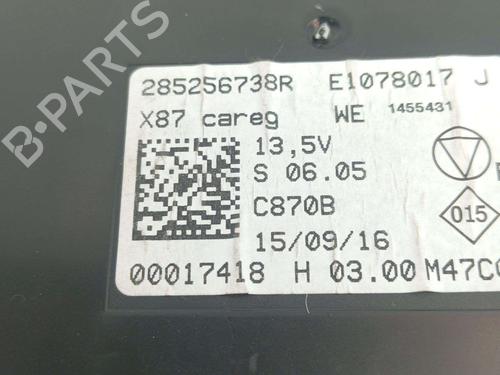 B-PARTS
285256738R E1078017 J
X87 careg WE 1455431
13,5V
S 06.05
C870B
015
15/09/16
00017418 H 03.00 M47C